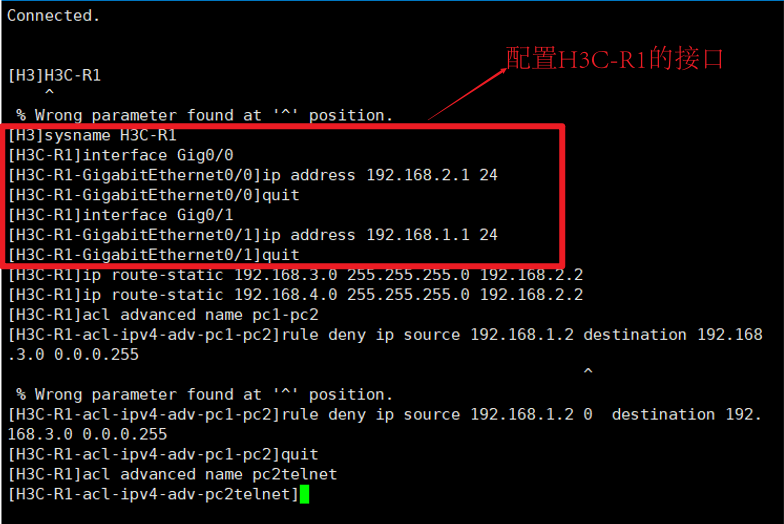 Connected.
配置H3C-R1的接口
[H3]H3C-R1
^
% Wrong parameter found at '^' position.
[H3]sysname H3C-R1
[H3C-R1]interface Gig0/0
[H3C-R1-GigabitEthernet0/0]ip address 192.168.2.1 24
[H3C-R1-GigabitEthernet0/0]quit
[H3C-R1]interface Gig0/1
[H3C-R1-GigabitEthernet0/1]ip address 192.168.1.1 24
[H3C-R1-GigabitEthernet0/1]quit
[H3C-R1]ip route-static 192.168.3.0 255.255.255.0 192.168.2.2
[H3C-R1]ip route-static 192.168.4.0 255.255.255.0 192.168.2.2
[H3C-R1]acl advanced name pc1-pc2
[H3C-R1-acl-ipv4-adv-pc1-pc2]rule deny ip source 192.168.1.2 destination 192.168
.3.0 0.0.0.255
^
% Wrong parameter found at '^' position.
[H3C-R1-acl-ipv4-adv-pc1-pc2]rule deny ip source 192.168.1.2 0  destination 192.
168.3.0 0.0.0.255
[H3C-R1-acl-ipv4-adv-pc1-pc2]quit
[H3C-R1]acl advanced name pc2telnet
[H3C-R1-acl-ipv4-adv-pc2telnet]